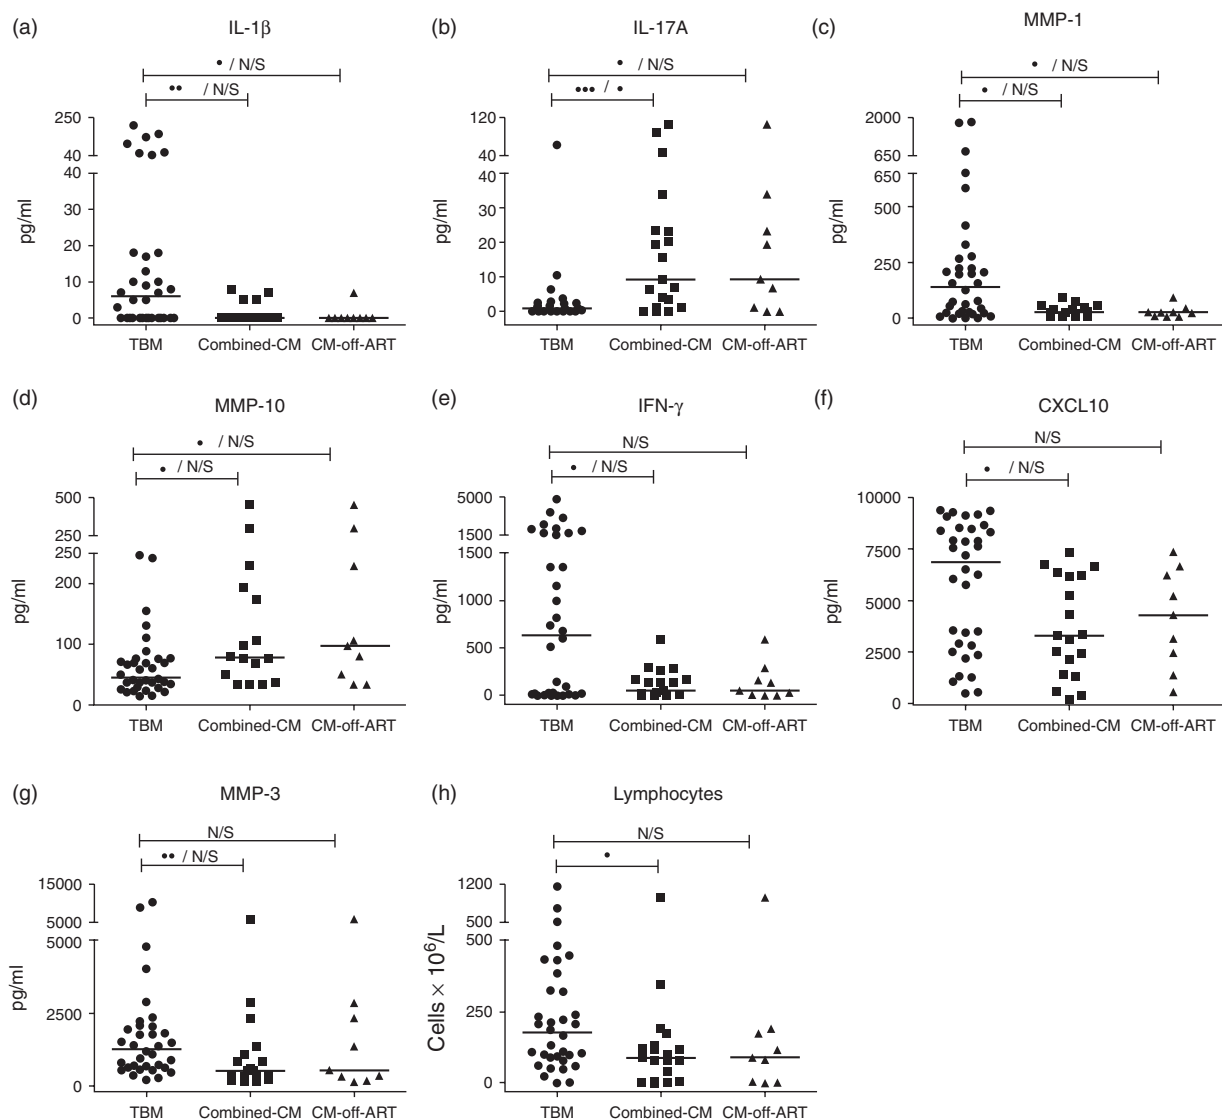 (a) IL-1β
• / N/S
•• / N/S
250
40
40
30
20
10
0
pg/ml
TBM Combined-CM CM-off-ART
(b) IL-17A
• / N/S
••• / •
120
40
40
30
20
10
0
pg/ml
TBM Combined-CM CM-off-ART
(c) MMP-1
• / N/S
• / N/S
2000
650
650
500
250
0
pg/ml
TBM Combined-CM CM-off-ART
(d) MMP-10
• / N/S
• / N/S
500
250
250
200
100
0
pg/ml
TBM Combined-CM CM-off-ART
(e) IFN-γ
N/S
• / N/S
5000
1500
1500
1000
500
0
pg/ml
TBM Combined-CM CM-off-ART
(f) CXCL10
N/S
• / N/S
10000
7500
5000
2500
0
pg/ml
TBM Combined-CM CM-off-ART
(g) MMP-3
N/S
•• / N/S
15000
5000
5000
2500
0
pg/ml
TBM Combined-CM CM-off-ART
(h) Lymphocytes
N/S
•
1200
500
500
250
0
Cells × 10⁶/L
TBM Combined-CM CM-off-ART